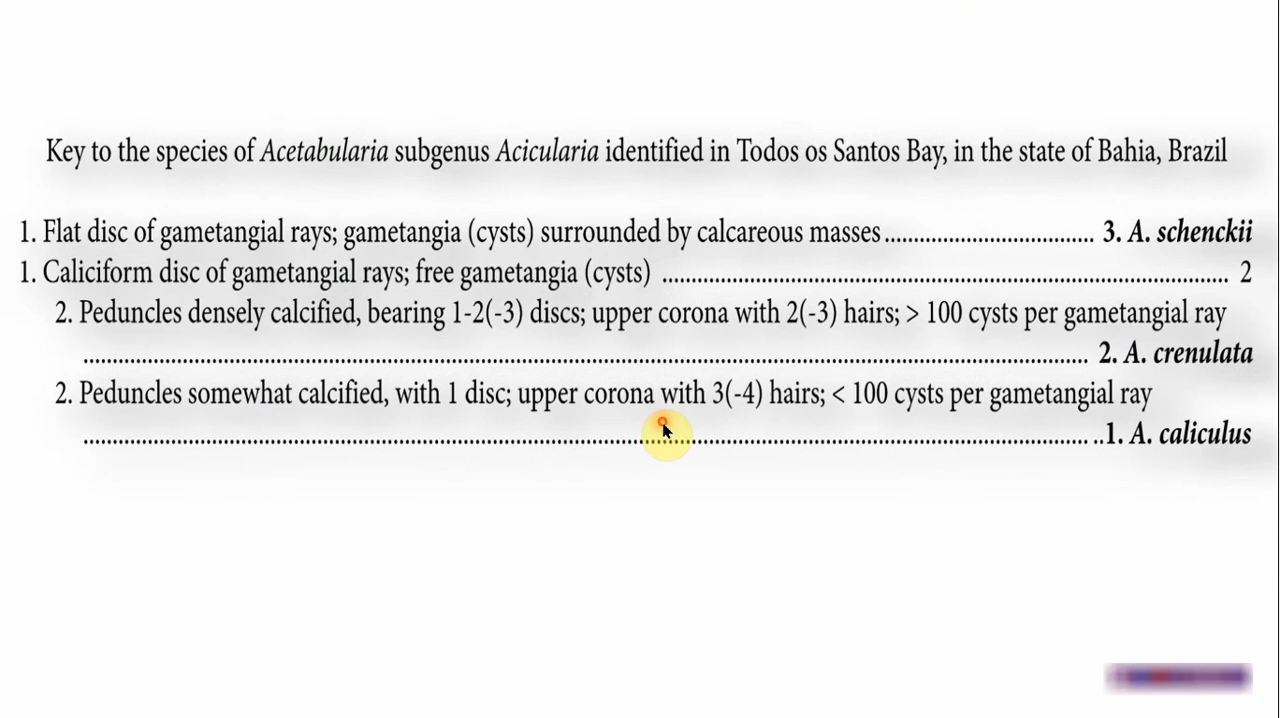 Key to the species of Acetabularia subgenus Acicularia identified in Todos os Santos Bay, in the state of Bahia, Brazil
1. Flat disc of gametangial rays; gametangia (cysts) surrounded by calcareous masses.................................... 3. A. schenckii
1. Caliciform disc of gametangial rays; free gametangia (cysts) ................................................................................................. 2
2. Peduncles densely calcified, bearing 1-2(-3) discs; upper corona with 2(-3) hairs; > 100 cysts per gametangial ray
............................................................................................................................................................................ 2. A. crenulata
2. Peduncles somewhat calcified, with 1 disc; upper corona with 3(-4) hairs; < 100 cysts per gametangial ray
............................................................................................................................................................................ ..1. A. caliculus